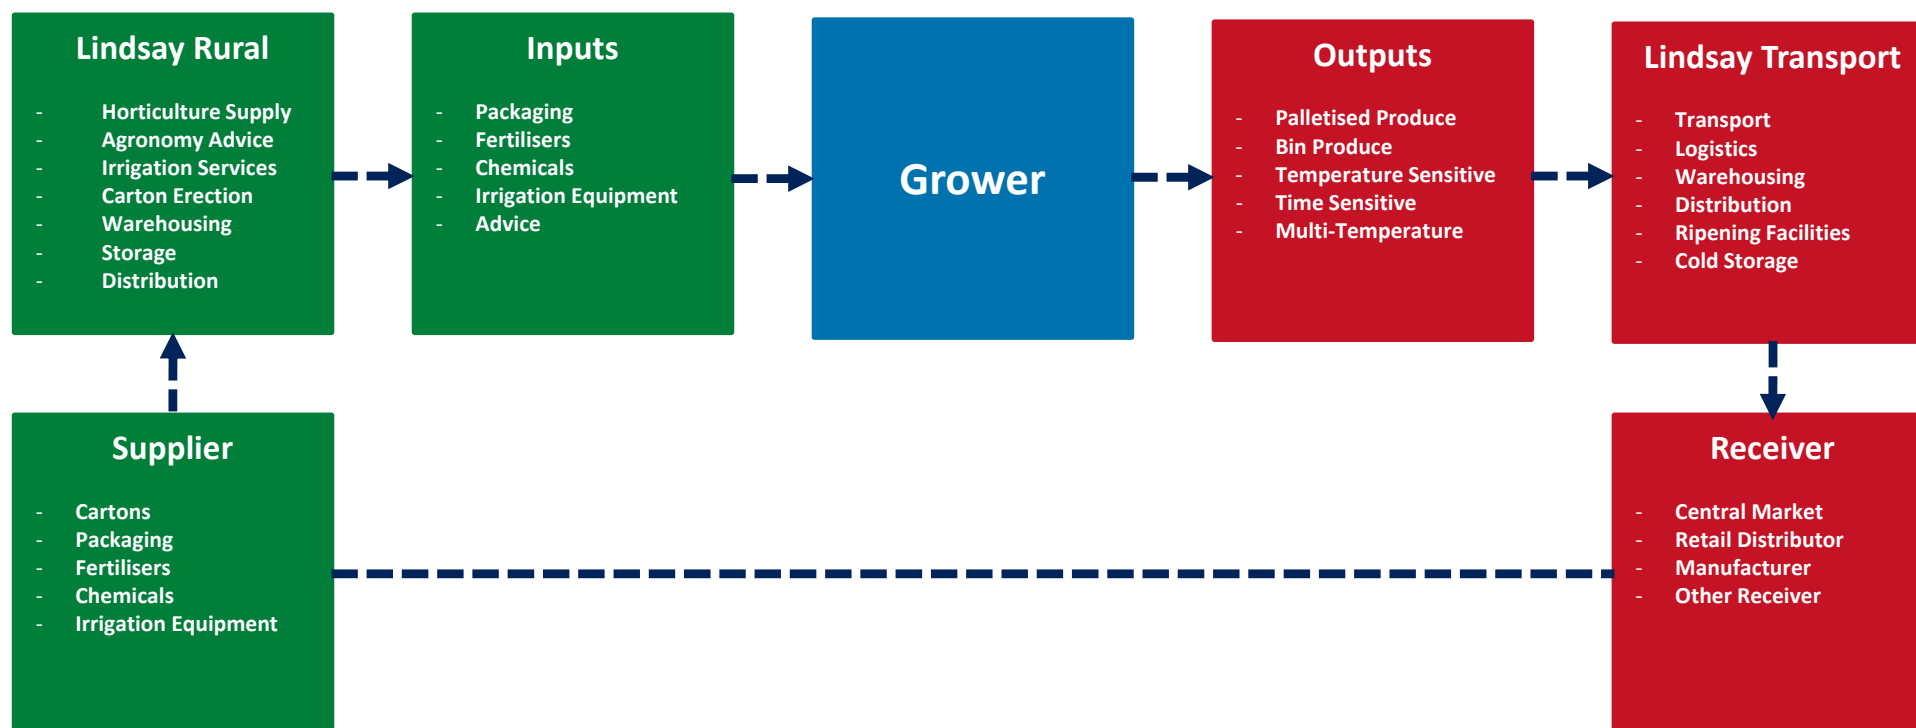 Lindsay Rural
- Horticulture Supply
- Agronomy Advice
- Irrigation Services
- Carton Erection
- Warehousing
- Storage
- Distribution
Inputs
- Packaging
- Fertilisers
- Chemicals
- Irrigation Equipment
- Advice
Grower
Outputs
- Palletised Produce
- Bin Produce
- Temperature Sensitive
- Time Sensitive
- Multi-Temperature
Lindsay Transport
- Transport
- Logistics
- Warehousing
- Distribution
- Ripening Facilities
- Cold Storage
Supplier
- Cartons
- Packaging
- Fertilisers
- Chemicals
- Irrigation Equipment
Receiver
- Central Market
- Retail Distributor
- Manufacturer
- Other Receiver